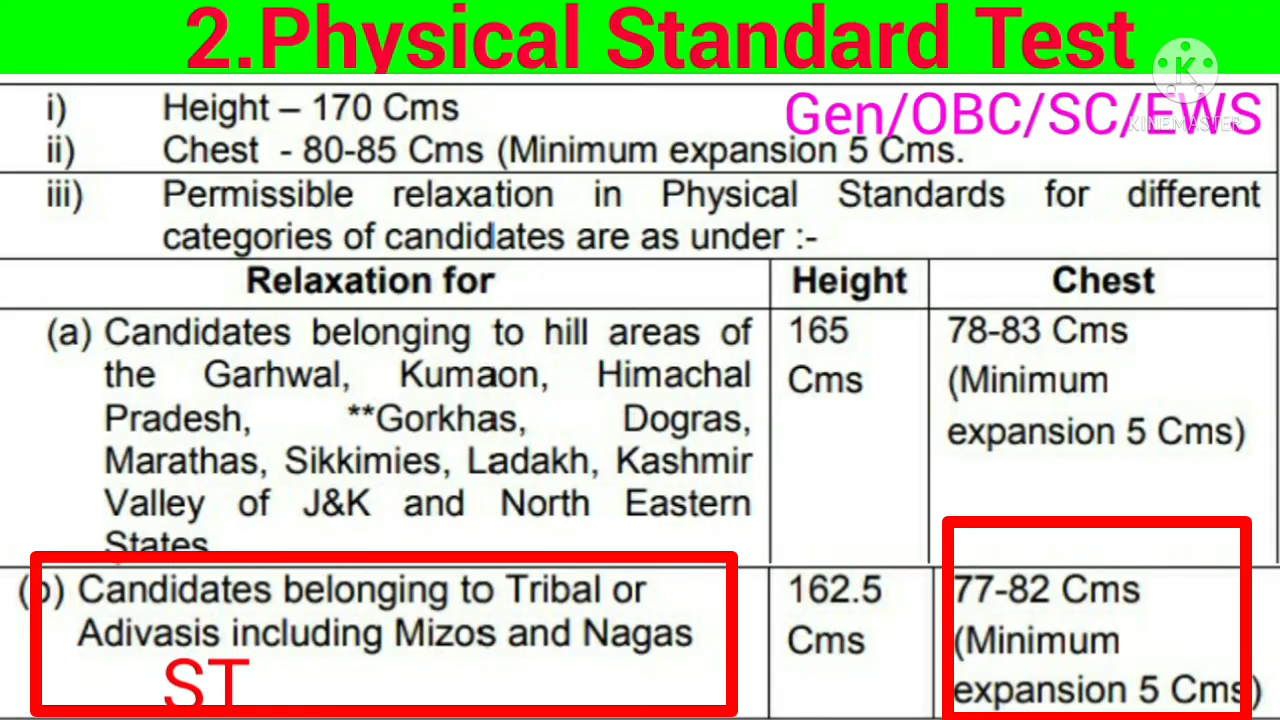 2.Physical Standard Test
KINEMASTER
i) Height – 170 Cms
Gen/OBC/SC/EWS
ii) Chest - 80-85 Cms (Minimum expansion 5 Cms.
iii) Permissible relaxation in Physical Standards for different
categories of candidates are as under :-
Relaxation for Height Chest
(a) Candidates belonging to hill areas of
the Garhwal, Kumaon, Himachal
Pradesh, **Gorkhas, Dogras,
Marathas, Sikkimies, Ladakh, Kashmir
Valley of J&K and North Eastern
States
165
Cms
78-83 Cms
(Minimum
expansion 5 Cms)
(b) Candidates belonging to Tribal or
Adivasis including Mizos and Nagas
ST
162.5
Cms
77-82 Cms
(Minimum
expansion 5 Cms)